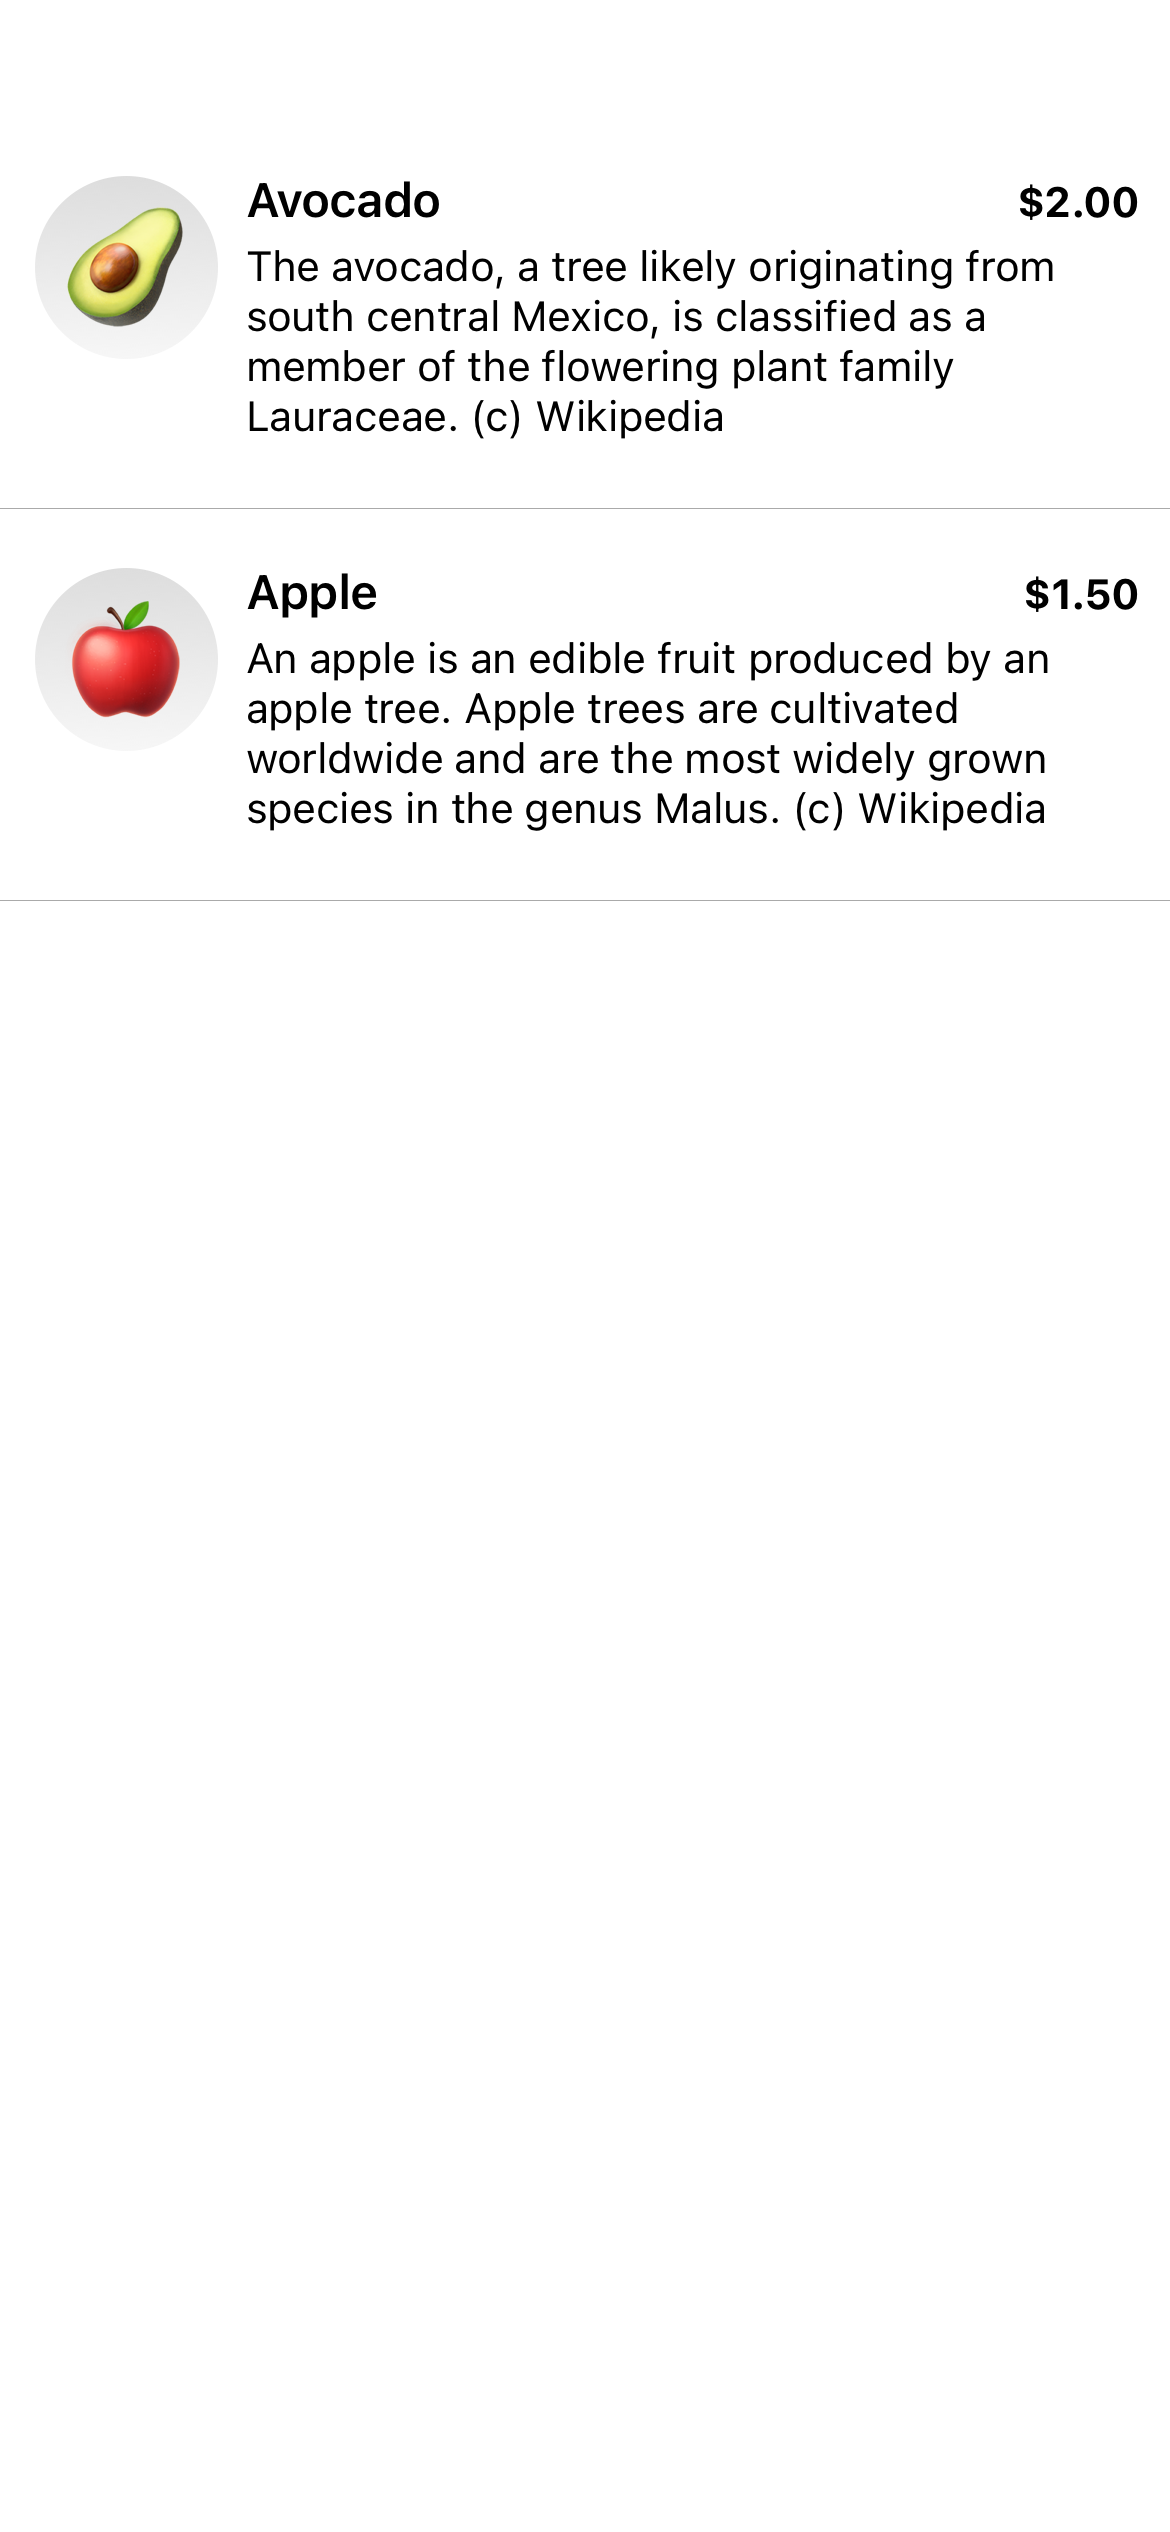 Avocado
$2.00
The avocado, a tree likely originating from
south central Mexico, is classified as a
member of the flowering plant family
Lauraceae. (c) Wikipedia
Apple
$1.50
An apple is an edible fruit produced by an
apple tree. Apple trees are cultivated
worldwide and are the most widely grown
species in the genus Malus. (c) Wikipedia